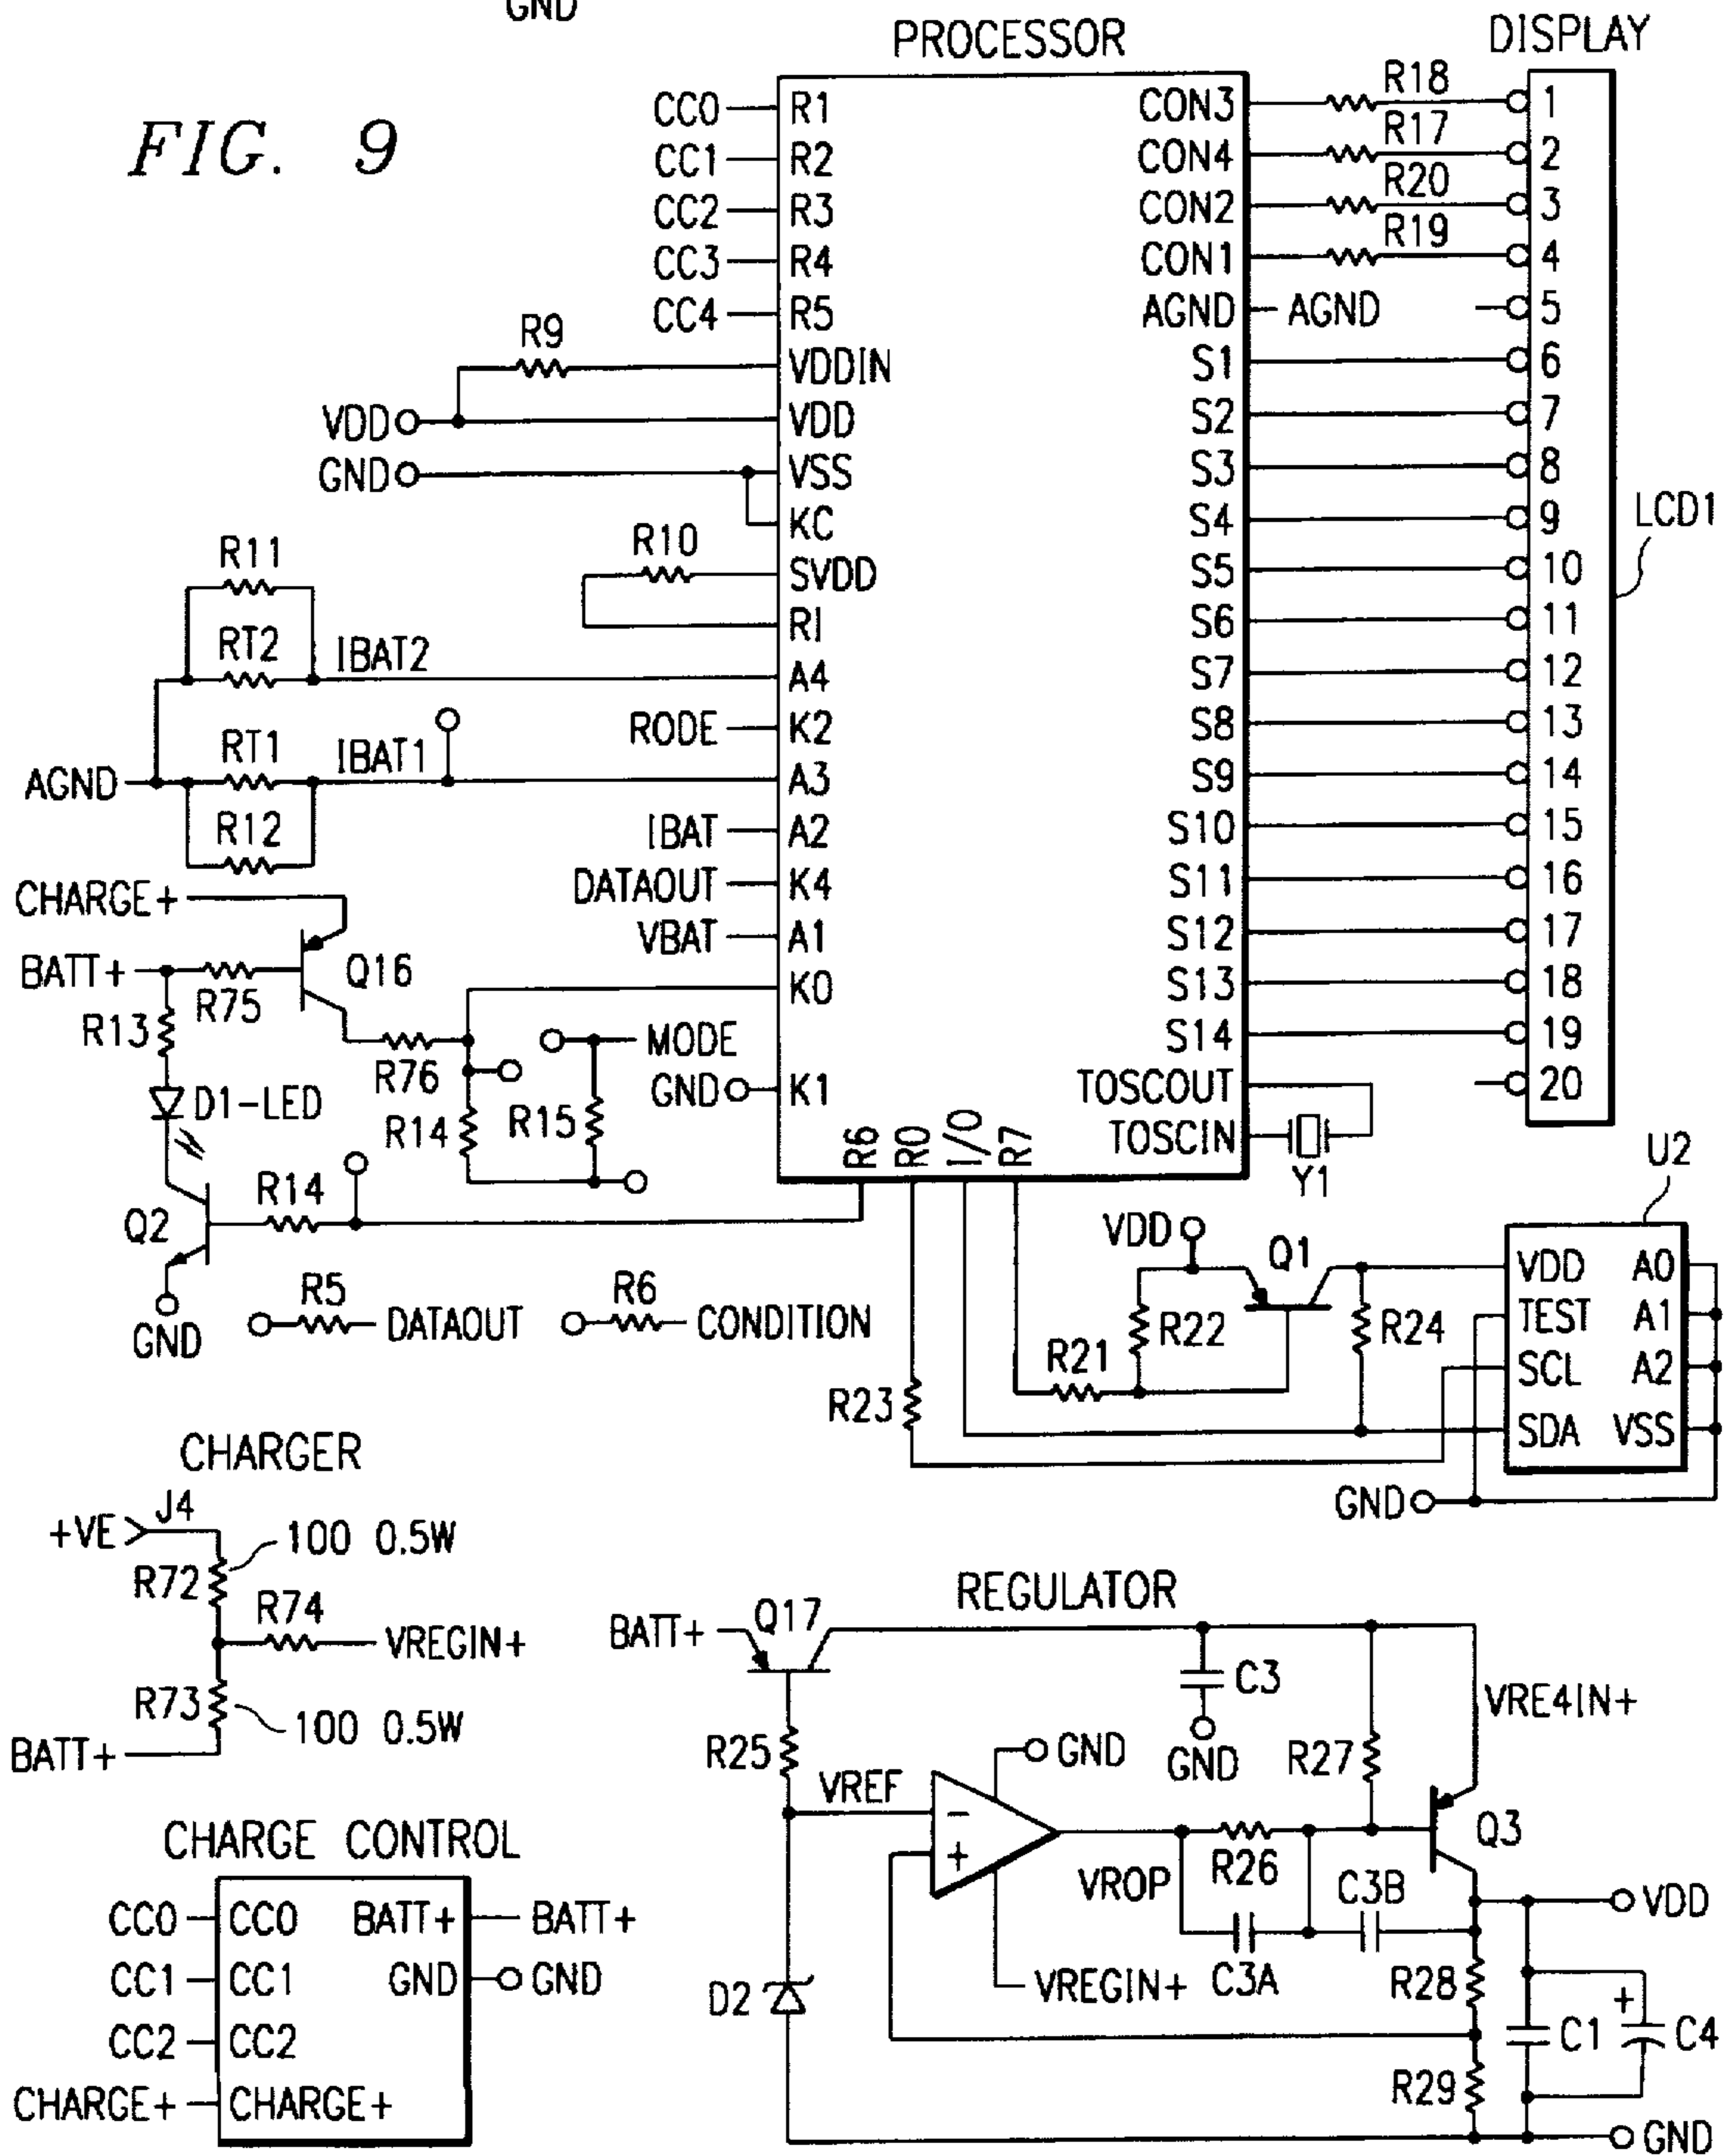 GND
FIG. 9
PROCESSOR
DISPLAY
CC0
R1
CON3
R18
1
CC1
R2
CON4
R17
2
CC2
R3
CON2
R20
3
CC3
R4
CON1
R19
4
CC4
R5
AGND
AGND
5
R9
VDDIN
S1
6
VDD
VDD
S2
7
GND
VSS
S3
8
KC
S4
9
LCD1
R11
R10
SVDD
S5
10
RI
S6
11
RT2
IBAT2
A4
S7
12
RODE
K2
S8
13
AGND
RT1
IBAT1
A3
S9
14
R12
IBAT
A2
S10
15
CHARGE+
DATAOUT
K4
S11
16
VBAT
A1
S12
17
BATT+
R75
Q16
K0
S13
18
R13
R76
MODE
S14
19
D1-LED
GND
K1
TOSCOUT
20
R14
R15
R6
R0
I/O
R7
TOSCIN
Y1
Q2
R14
GND
R5
DATAOUT
R6
CONDITION
U2
VDD
Q1
VDD
A0
R22
R24
TEST
A1
R21
SCL
A2
R23
SDA
VSS
GND
CHARGER
+VE
J4
R72
100 0.5W
R74
VREGIN+
R73
100 0.5W
BATT+
REGULATOR
BATT+
Q17
C3
GND
VRE4IN+
R25
GND
R27
VREF
-
+
Q3
VROP
R26
C3B
VDD
C3A
VREGIN+
D2
R28
+
C1
C4
R29
GND
CHARGE CONTROL
CC0
CC0
BATT+
BATT+
CC1
CC1
GND
GND
CC2
CC2
CHARGE+
CHARGE+